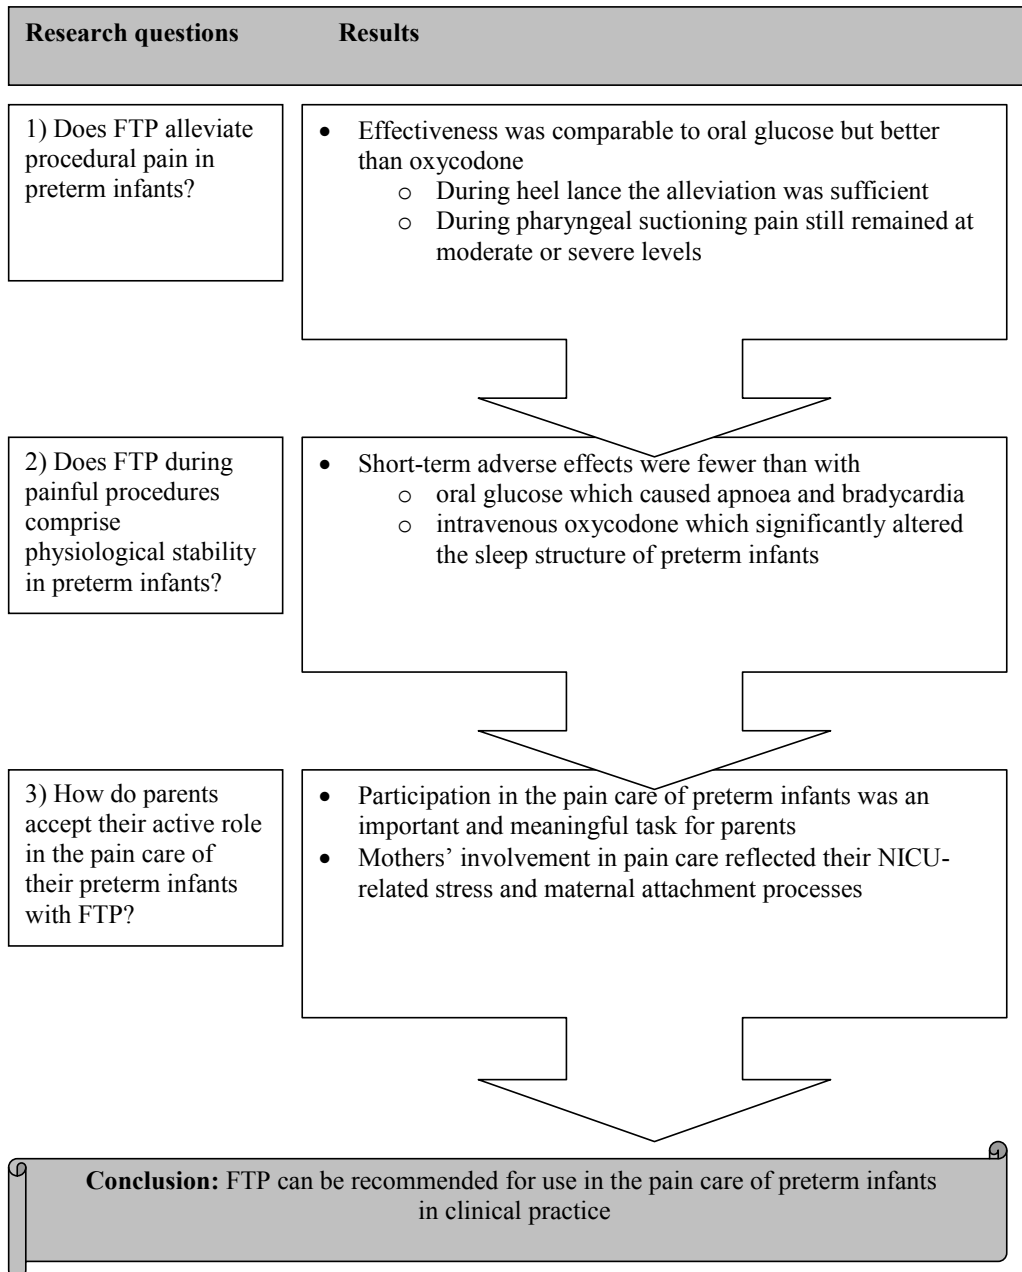 Research questions Results
1) Does FTP alleviate
procedural pain in
preterm infants?
• Effectiveness was comparable to oral glucose but better
than oxycodone
o During heel lance the alleviation was sufficient
o During pharyngeal suctioning pain still remained at
moderate or severe levels
2) Does FTP during
painful procedures
comprise
physiological stability
in preterm infants?
• Short-term adverse effects were fewer than with
o oral glucose which caused apnoea and bradycardia
o intravenous oxycodone which significantly altered
the sleep structure of preterm infants
3) How do parents
accept their active role
in the pain care of
their preterm infants
with FTP?
• Participation in the pain care of preterm infants was an
important and meaningful task for parents
• Mothers’ involvement in pain care reflected their NICU-
related stress and maternal attachment processes
Conclusion: FTP can be recommended for use in the pain care of preterm infants
in clinical practice